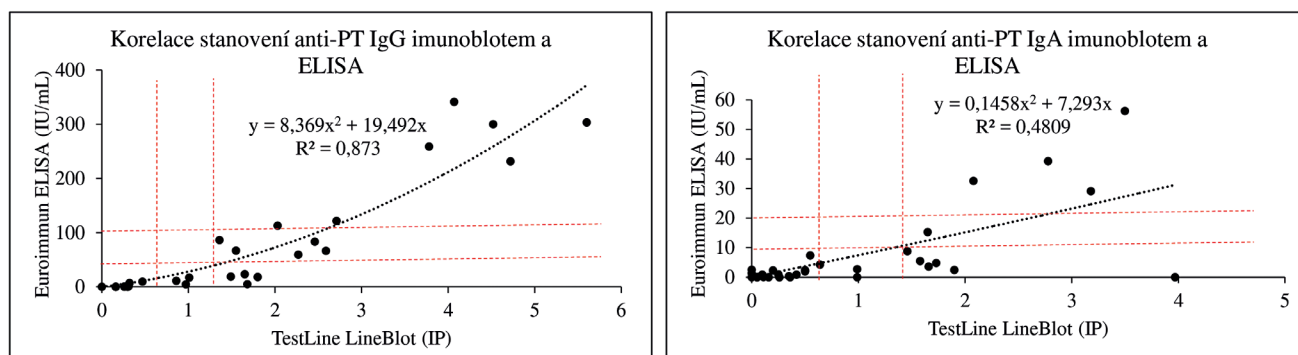 Korelace stanovení anti-PT IgG imunoblotem a
ELISA
Euroimmun ELISA (IU/mL)
400
300
200
100
0
y = 8,369x² + 19,492x
R² = 0,873
0 1 2 3 4 5 6
TestLine LineBlot (IP)
Korelace stanovení anti-PT IgA imunoblotem a
ELISA
Euroimmun ELISA (IU/mL)
60
50
40
30
20
10
0
y = 0,1458x² + 7,293x
R² = 0,4809
0 1 2 3 4 5
TestLine LineBlot (IP)